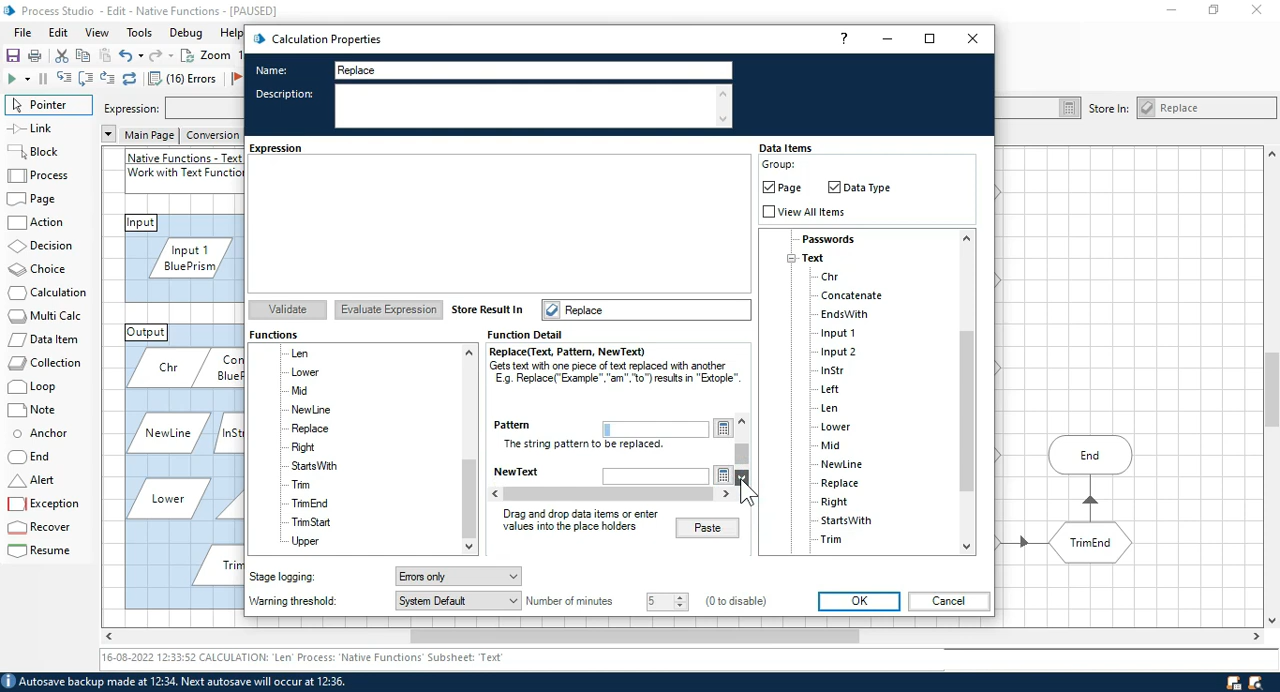 Process Studio - Edit - Native Functions - [PAUSED]
File Edit View Tools Debug Help
Zoom 1
(16) Errors
Expression:
Store In: Replace
Pointer
Link
Block
Process
Page
Action
Decision
Choice
Calculation
Multi Calc
Data Item
Collection
Loop
Note
Anchor
End
Alert
Exception
Recover
Resume
Main Page Conversion
Native Functions - Text
Work with Text Function
Input
Input 1
BluePrism
Output
Chr
Con
BlueP
NewLine
InStr
Lower
Trim
End
TrimEnd
Calculation Properties
?
Name: Replace
Description:
Expression
Validate
Evaluate Expression
Store Result In
Replace
Functions
Len
Lower
Mid
NewLine
Replace
Right
StartsWith
Trim
TrimEnd
TrimStart
Upper
Function Detail
Replace(Text, Pattern, NewText)
Gets text with one piece of text replaced with another
E.g. Replace("Example","am","to") results in "Extople".
Pattern
The string pattern to be replaced.
NewText
Drag and drop data items or enter
values into the place holders
Paste
Data Items
Group:
Page
Data Type
View All Items
Passwords
Text
Chr
Concatenate
EndsWith
Input 1
Input 2
InStr
Left
Len
Lower
Mid
NewLine
Replace
Right
StartsWith
Trim
Stage logging: Errors only
Warning threshold: System Default Number of minutes 5 (0 to disable)
OK
Cancel
16-08-2022 12:33:52 CALCULATION: 'Len' Process: 'Native Functions' Subsheet: 'Text'
Autosave backup made at 12:34. Next autosave will occur at 12:36.